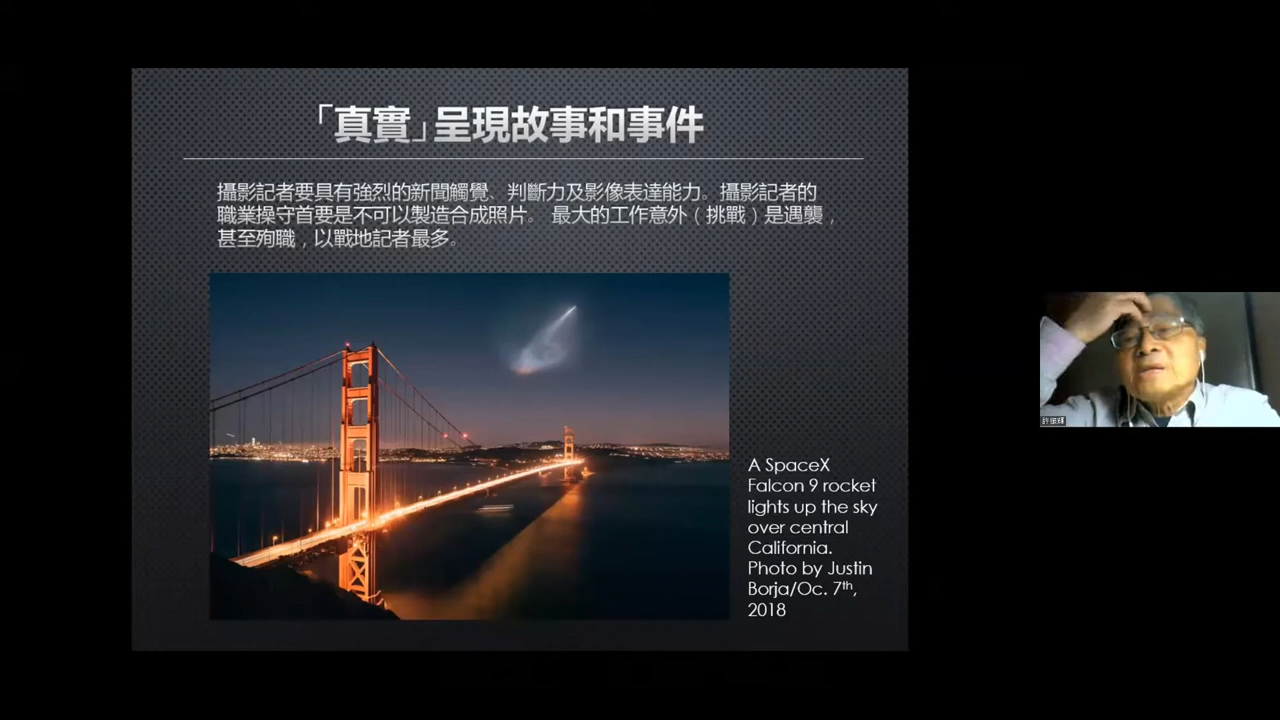 「真實」呈現故事和事件
攝影記者要具有強烈的新聞觸覺、判斷力及影像表達能力。攝影記者的
職業操守首要是不可以製造合成照片。 最大的工作意外（挑戰）是遇襲，
甚至殉職，以戰地記者最多。
A SpaceX
Falcon 9 rocket
lights up the sky
over central
California.
Photo by Justin
Borja/Oc. 7th,
2018